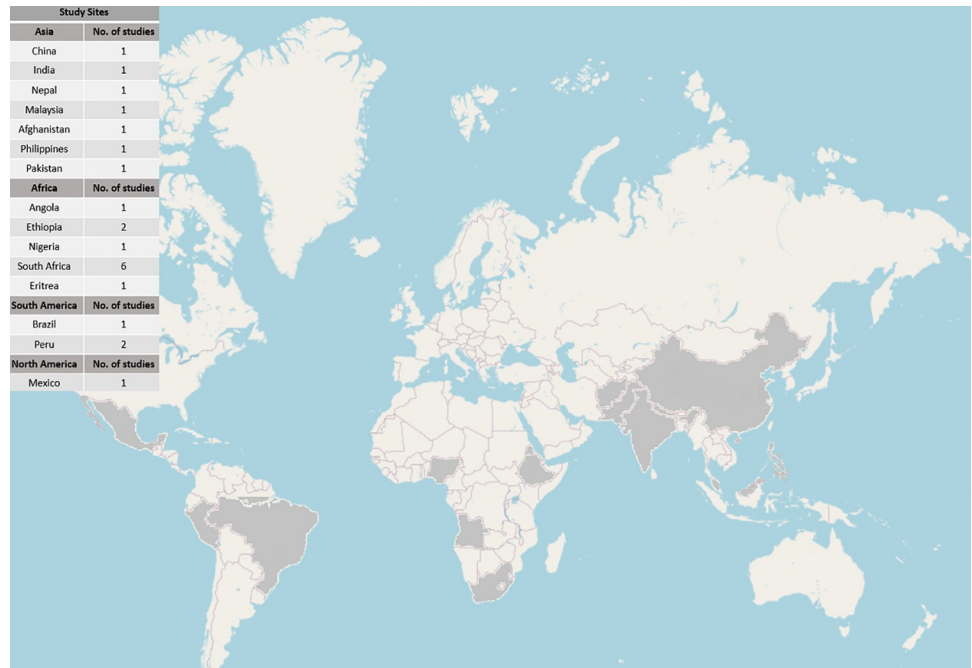 Study Sites
Asia No. of studies
China 1
India 1
Nepal 1
Malaysia 1
Afghanistan 1
Philippines 1
Pakistan 1
Africa No. of studies
Angola 1
Ethiopia 2
Nigeria 1
South Africa 6
Eritrea 1
South America No. of studies
Brazil 1
Peru 2
North America No. of studies
Mexico 1